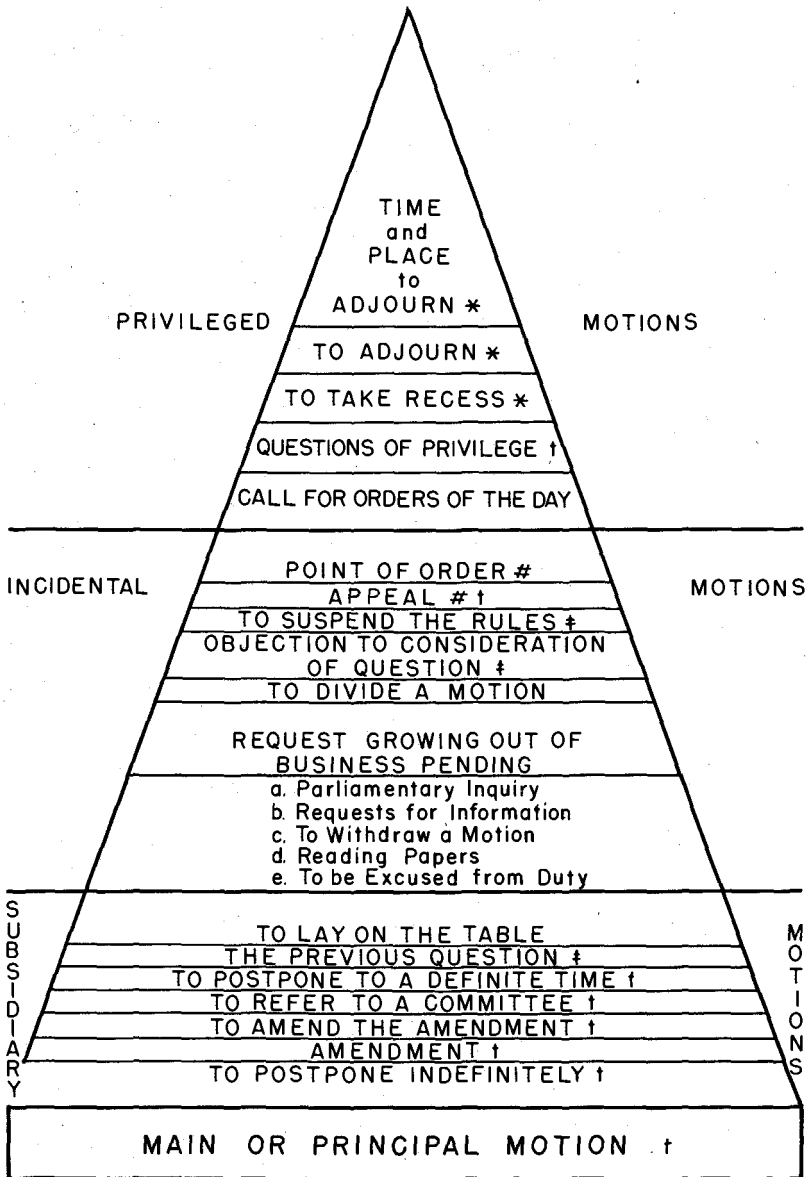 TIME
and
PLACE
to
ADJOURN *
PRIVILEGED MOTIONS
TO ADJOURN *
TO TAKE RECESS *
QUESTIONS OF PRIVILEGE †
CALL FOR ORDERS OF THE DAY
POINT OF ORDER #
INCIDENTAL MOTIONS
APPEAL # †
TO SUSPEND THE RULES ‡
OBJECTION TO CONSIDERATION
OF QUESTION ‡
TO DIVIDE A MOTION
REQUEST GROWING OUT OF
BUSINESS PENDING
a. Parliamentary Inquiry
b. Requests for Information
c. To Withdraw a Motion
d. Reading Papers
e. To be Excused from Duty
SUBSIDIARY MOTIONS
TO LAY ON THE TABLE
THE PREVIOUS QUESTION ‡
TO POSTPONE TO A DEFINITE TIME †
TO REFER TO A COMMITTEE †
TO AMEND THE AMENDMENT †
AMENDMENT †
TO POSTPONE INDEFINITELY †
MAIN OR PRINCIPAL MOTION †